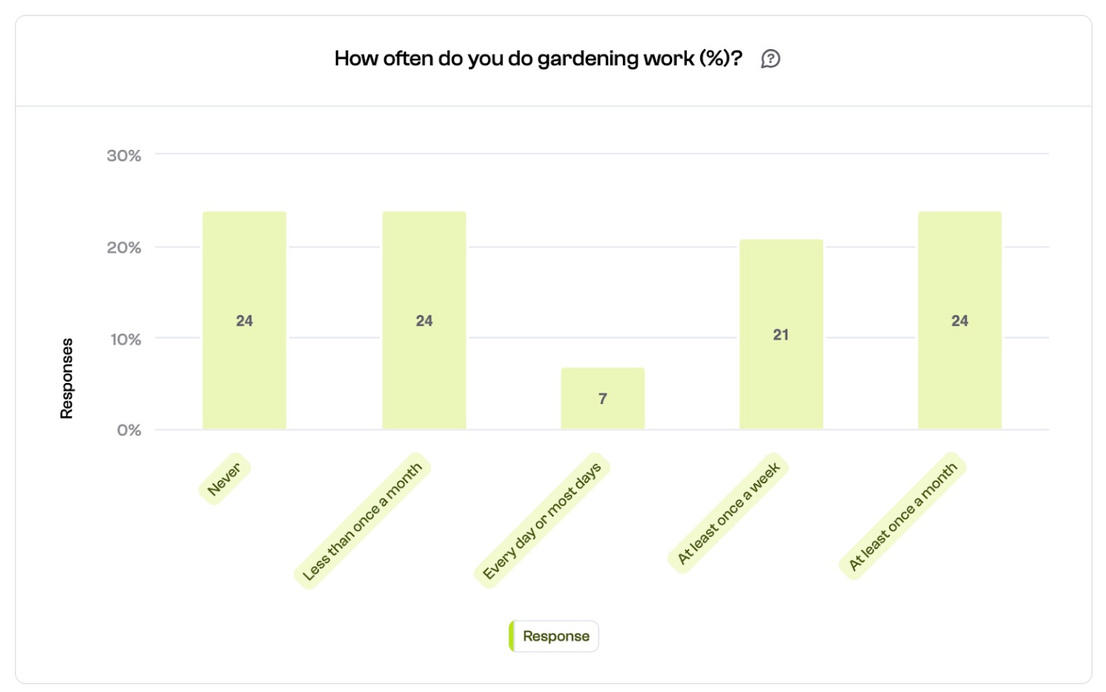 How often do you do gardening work (%)?
30%
20%
10%
0%
Responses
24
24
7
21
24
Never
Less than once a month
Every day or most days
At least once a week
At least once a month
Response